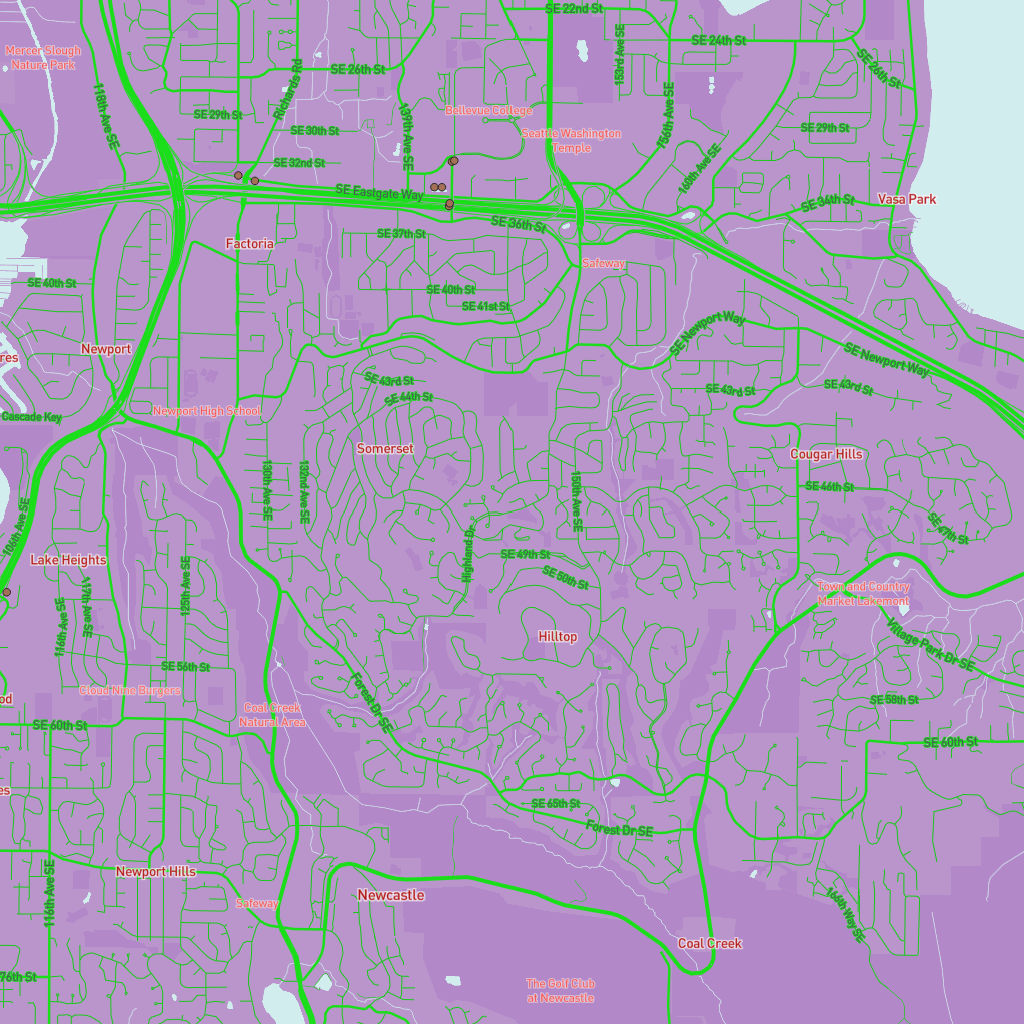 SE 22nd St
SE 24th St
153rd Ave SE
SE 26th St
Mercer Slough
Nature Park
SE 26th St
Richards Rd
118th Ave SE
139th Ave SE
Bellevue College
156th Ave SE
SE 29th St
SE 30th St
Seattle Washington
Temple
SE 29th St
SE 32nd St
160th Ave SE
SE Eastgate Way
SE 34th St
Vasa Park
SE 36th St
SE 37th St
Factoria
Safeway
SE 40th St
SE 40th St
SE 41st St
SE Newport Way
Newport
res
SE Newport Way
SE 43rd St
SE 43rd St
SE 43rd St
SE 44th St
Cascade Key
Newport High School
Somerset
Cougar Hills
130th Ave SE
132nd Ave SE
150th Ave SE
SE 46th St
106th Ave SE
SE 47th St
Highland Dr
SE 49th St
Lake Heights
SE 50th St
125th Ave SE
117th Ave SE
116th Ave SE
Town and Country
Market Lakemont
Hilltop
Village Park Dr SE
SE 56th St
Cloud Nine Burgers
od
Forest Dr SE
SE 58th St
Coal Creek
Natural Area
SE 60th St
SE 60th St
es
SE 65th St
Forest Dr SE
Newport Hills
116th Ave SE
Newcastle
Safeway
166th Way SE
Coal Creek
76th St
The Golf Club
at Newcastle